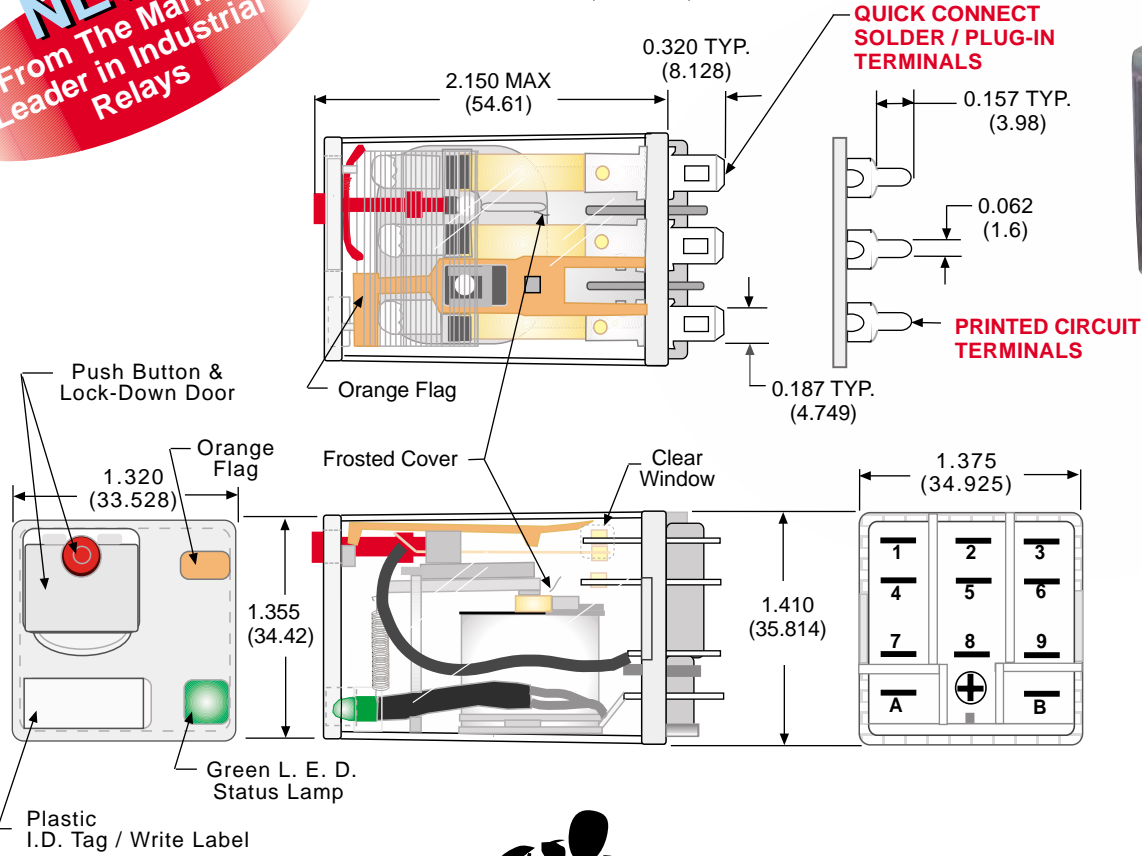 NEW
From The Mar
Leader in Industrial
Relays
QUICK CONNECT
SOLDER / PLUG-IN
TERMINALS
0.320 TYP.
(8.128)
2.150 MAX
(54.61)
0.157 TYP.
(3.98)
0.062
(1.6)
PRINTED CIRCUIT
TERMINALS
0.187 TYP.
(4.749)
Orange Flag
Push Button &
Lock-Down Door
Orange
Flag
Frosted Cover
Clear
Window
1.320
(33.528)
1.375
(34.925)
1.355
(34.42)
1.410
(35.814)
1 2 3
4 5 6
7 8 9
A B
Green L. E. D.
Status Lamp
Plastic
I.D. Tag / Write Label